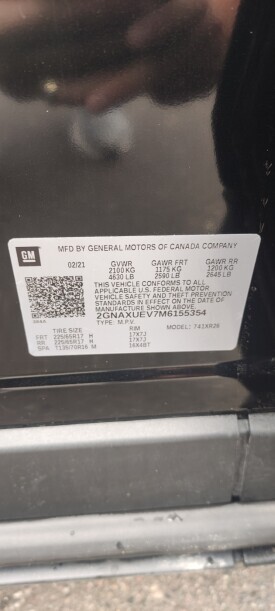 GM
MFD BY GENERAL MOTORS OF CANADA COMPANY
02/21 GVWR GAWR FRT GAWR RR
2100 KG 1175 KG 1200 KG
4630 LB 2590 LB 2645 LB
THIS VEHICLE CONFORMS TO ALL
APPLICABLE U.S. FEDERAL MOTOR
VEHICLE SAFETY AND THEFT PREVENTION
STANDARDS IN EFFECT ON THE DATE OF
MANUFACTURE SHOWN ABOVE.
2GNAXUEV7M6155354
TYPE: M.P.V. MODEL: 741XR26
TIRE SIZE RIM
FRT 225/65R17 H 17X7J
RR 225/65R17 H 17X7J
SPA T135/70R16 M 16X4BT